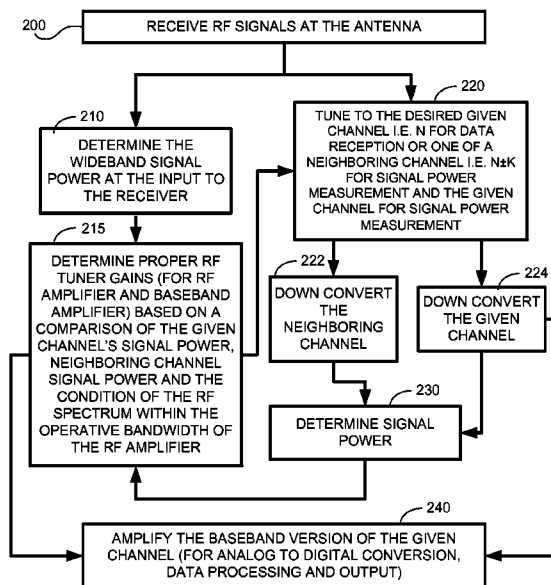 200
RECEIVE RF SIGNALS AT THE ANTENNA
210
DETERMINE THE
WIDEBAND SIGNAL
POWER AT THE INPUT TO
THE RECEIVER
220
TUNE TO THE DESIRED GIVEN
CHANNEL I.E. N FOR DATA
RECEPTION OR ONE OF A
NEIGHBORING CHANNEL I.E. N±K
FOR SIGNAL POWER
MEASUREMENT AND THE GIVEN
CHANNEL FOR SIGNAL POWER
MEASUREMENT
215
DETERMINE PROPER RF
TUNER GAINS (FOR RF
AMPLIFIER AND BASEBAND
AMPLIFIER) BASED ON A
COMPARISON OF THE GIVEN
CHANNEL'S SIGNAL POWER,
NEIGHBORING CHANNEL
SIGNAL POWER AND THE
CONDITION OF THE RF
SPECTRUM WITHIN THE
OPERATIVE BANDWIDTH OF
THE RF AMPLIFIER
222
DOWN CONVERT
THE
NEIGHBORING
CHANNEL
224
DOWN CONVERT
THE GIVEN
CHANNEL
230
DETERMINE SIGNAL
POWER
240
AMPLIFY THE BASEBAND VERSION OF THE GIVEN
CHANNEL (FOR ANALOG TO DIGITAL CONVERSION,
DATA PROCESSING AND OUTPUT)